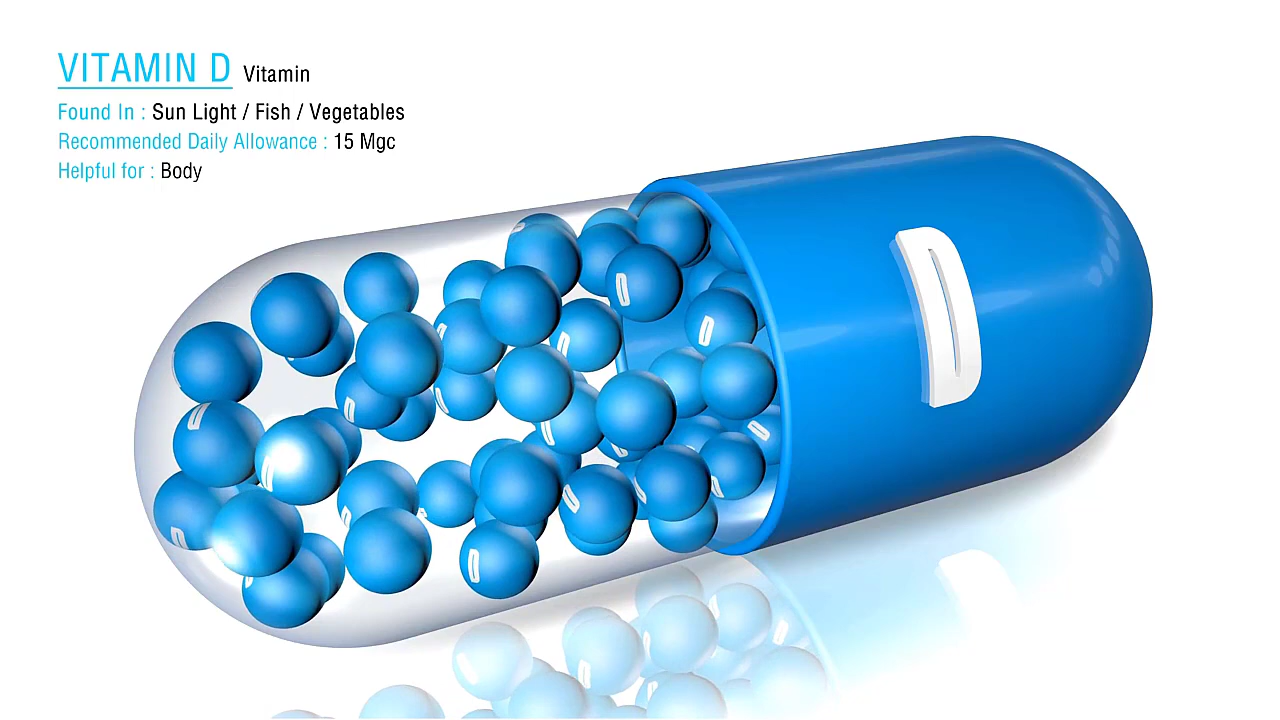 VITAMIN D Vitamin
Found In : Sun Light / Fish / Vegetables
Recommended Daily Allowance : 15 Mgc
Helpful for : Body
D